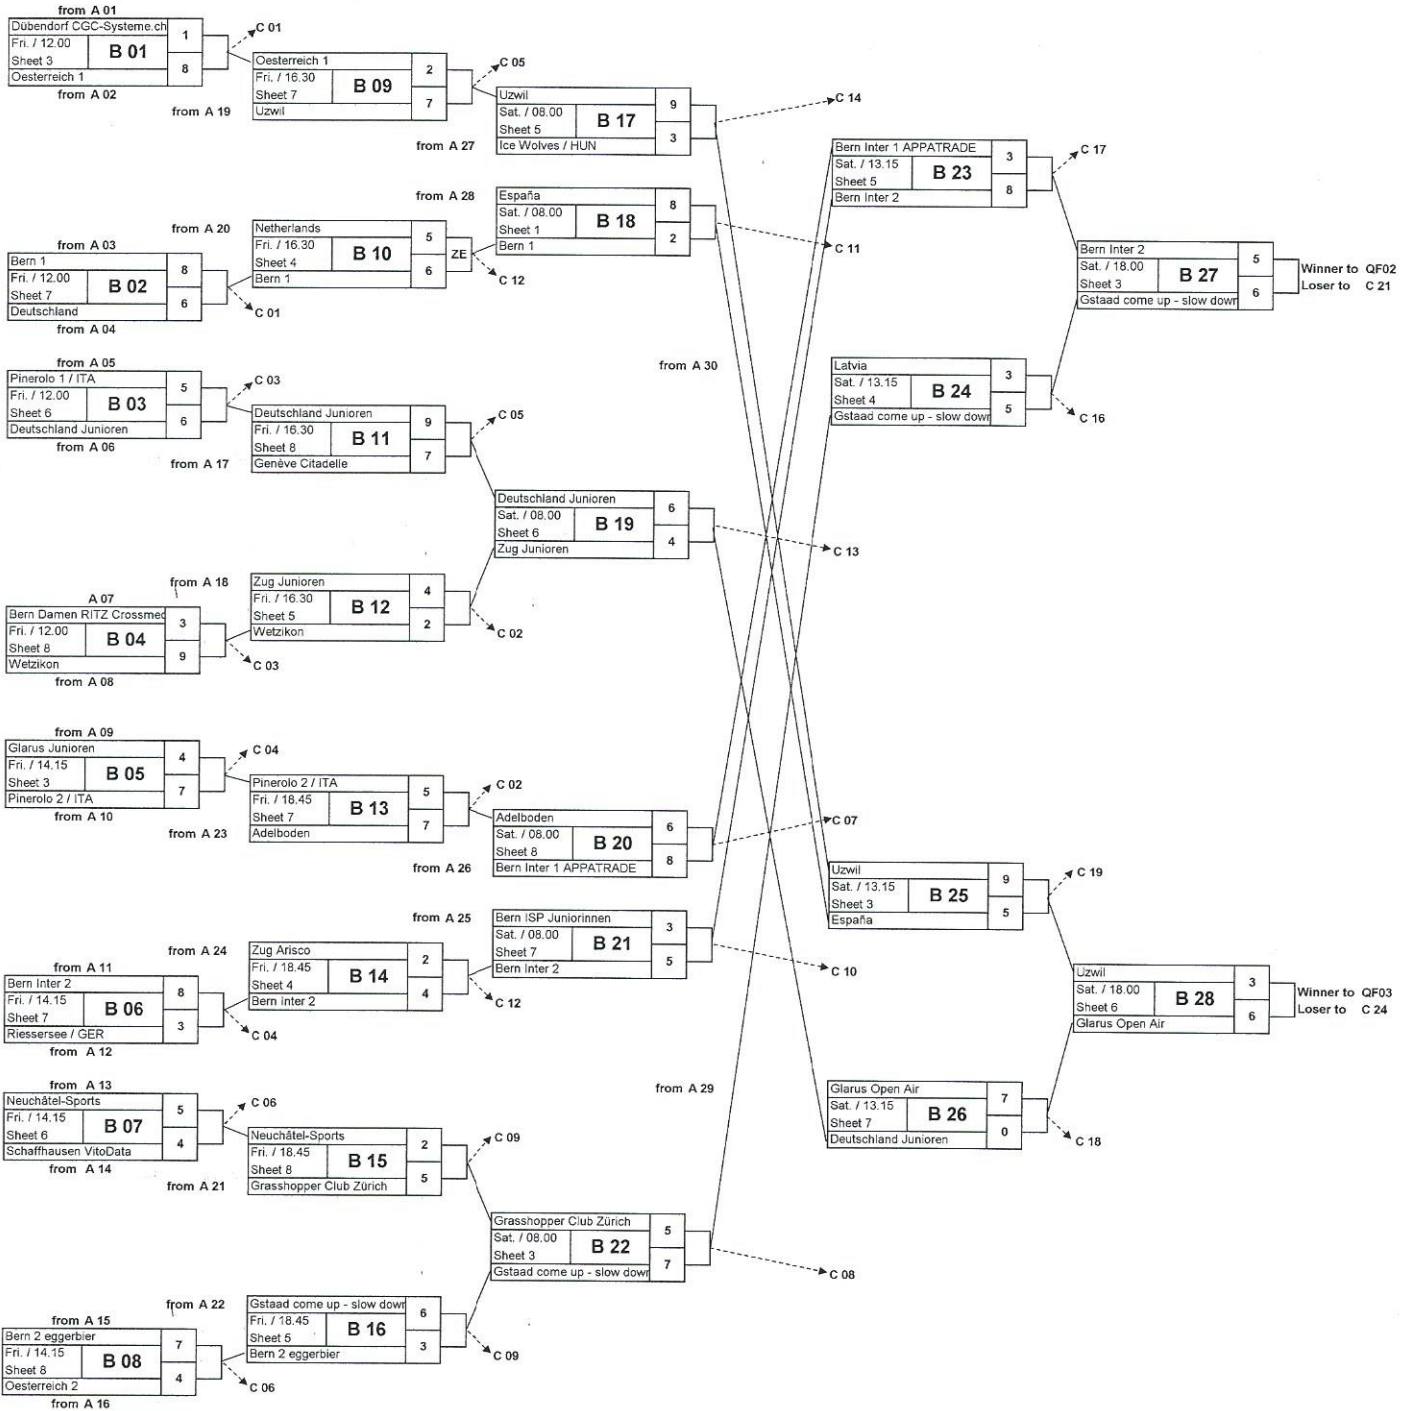 from A 01
Dübendorf CGC-Systeme.ch
1
Fri. / 12.00
Sheet 3
B 01
8
Oesterreich 1
from A 02
C 01
from A 19
Oesterreich 1
2
Fri. / 16.30
Sheet 7
B 09
7
Uzwil
C 05
from A 27
Uzwil
9
Sat. / 08.00
Sheet 5
B 17
3
Ice Wolves / HUN
C 14
from A 28
España
8
Sat. / 08.00
Sheet 1
B 18
2
Bern 1
C 11
from A 20
Netherlands
5
Fri. / 16.30
Sheet 4
B 10
6
ZE
Bern 1
C 12
from A 03
Bern 1
8
Fri. / 12.00
Sheet 7
B 02
6
Deutschland
from A 04
C 01
from A 05
Pinerolo 1 / ITA
5
Fri. / 12.00
Sheet 6
B 03
6
Deutschland Junioren
from A 06
C 03
from A 17
Deutschland Junioren
9
Fri. / 16.30
Sheet 8
B 11
7
Genève Citadelle
C 05
Deutschland Junioren
6
Sat. / 08.00
Sheet 6
B 19
4
Zug Junioren
C 13
from A 18
Zug Junioren
4
Fri. / 16.30
Sheet 5
B 12
2
Wetzikon
C 02
A 07
Bern Damen RITZ Crossmed
3
Fri. / 12.00
Sheet 8
B 04
9
Wetzikon
from A 08
C 03
from A 09
Glarus Junioren
4
Fri. / 14.15
Sheet 3
B 05
7
Pinerolo 2 / ITA
from A 10
C 04
from A 23
Pinerolo 2 / ITA
5
Fri. / 18.45
Sheet 7
B 13
7
Adelboden
C 02
from A 26
Adelboden
6
Sat. / 08.00
Sheet 8
B 20
8
Bern Inter 1 APPATRADE
C 07
from A 25
Bern ISP Juniorinnen
3
Sat. / 08.00
Sheet 7
B 21
5
Bern Inter 2
C 10
from A 24
Zug Arisco
2
Fri. / 18.45
Sheet 4
B 14
4
Bern Inter 2
C 12
from A 11
Bern Inter 2
8
Fri. / 14.15
Sheet 7
B 06
3
Riessersee / GER
from A 12
C 04
from A 13
Neuchâtel-Sports
5
Fri. / 14.15
Sheet 6
B 07
4
Schaffhausen VitoData
from A 14
C 06
from A 21
Neuchâtel-Sports
2
Fri. / 18.45
Sheet 8
B 15
5
Grasshopper Club Zürich
C 09
Grasshopper Club Zürich
5
Sat. / 08.00
Sheet 3
B 22
7
Gstaad come up - slow down
C 08
from A 22
Gstaad come up - slow down
6
Fri. / 18.45
Sheet 5
B 16
3
Bern 2 eggerbier
C 09
from A 15
Bern 2 eggerbier
7
Fri. / 14.15
Sheet 8
B 08
4
Oesterreich 2
from A 16
C 06
Bern Inter 1 APPATRADE
3
Sat. / 13.15
Sheet 5
B 23
8
Bern Inter 2
C 17
from A 30
Latvia
3
Sat. / 13.15
Sheet 4
B 24
5
Gstaad come up - slow down
C 16
Bern Inter 2
5
Sat. / 18.00
Sheet 3
B 27
6
Gstaad come up - slow down
Winner to QF02
Loser to C 21
Uzwil
9
Sat. / 13.15
Sheet 3
B 25
5
España
C 19
from A 29
Glarus Open Air
7
Sat. / 13.15
Sheet 7
B 26
0
Deutschland Junioren
C 18
Uzwil
3
Sat. / 18.00
Sheet 6
B 28
6
Glarus Open Air
Winner to QF03
Loser to C 24